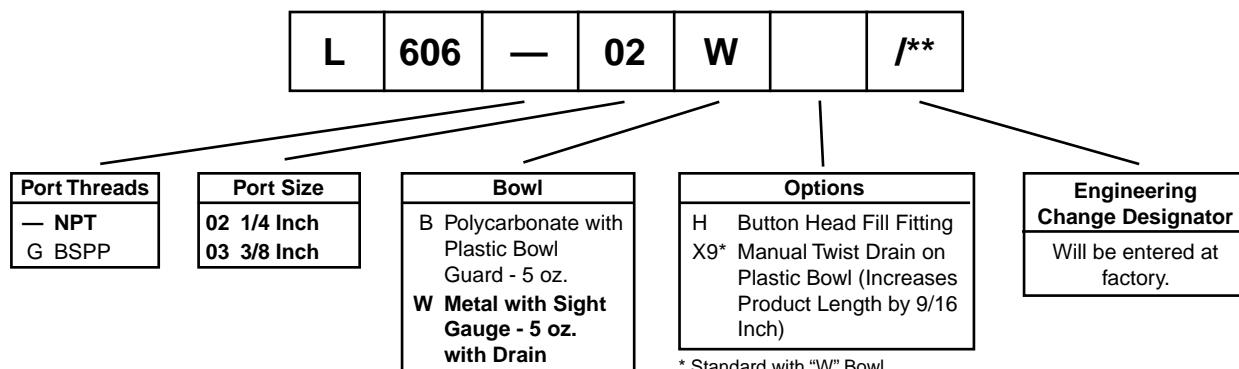 L 606 — 02 W /**
Port Threads
— NPT
G BSPP
Port Size
02 1/4 Inch
03 3/8 Inch
Bowl
B Polycarbonate with
Plastic Bowl
Guard - 5 oz.
W Metal with Sight
Gauge - 5 oz.
with Drain
Options
H Button Head Fill Fitting
X9* Manual Twist Drain on
Plastic Bowl (Increases
Product Length by 9/16
Inch)
* Standard with “W” Bowl
Engineering
Change Designator
Will be entered at
factory.